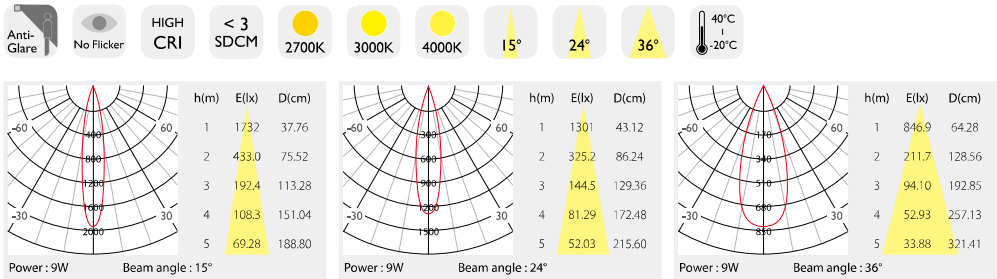 Anti-
Glare
No Flicker
HIGH
CRI
< 3
SDCM
2700K
3000K
4000K
15°
24°
36°
40°C
-20°C
-60
60
-30
30
400
800
1200
1600
2000
h(m) E(lx) D(cm)
1 1732 37.76
2 433.0 75.52
3 192.4 113.28
4 108.3 151.04
5 69.28 188.80
Power : 9W Beam angle : 15°
-60
60
-30
30
300
600
900
1200
1500
h(m) E(lx) D(cm)
1 1301 43.12
2 325.2 86.24
3 144.5 129.36
4 81.29 172.48
5 52.03 215.60
Power : 9W Beam angle : 24°
-60
60
-30
30
170
340
510
680
850
h(m) E(lx) D(cm)
1 846.9 64.28
2 211.7 128.56
3 94.10 192.85
4 52.93 257.13
5 33.88 321.41
Power : 9W Beam angle : 36°